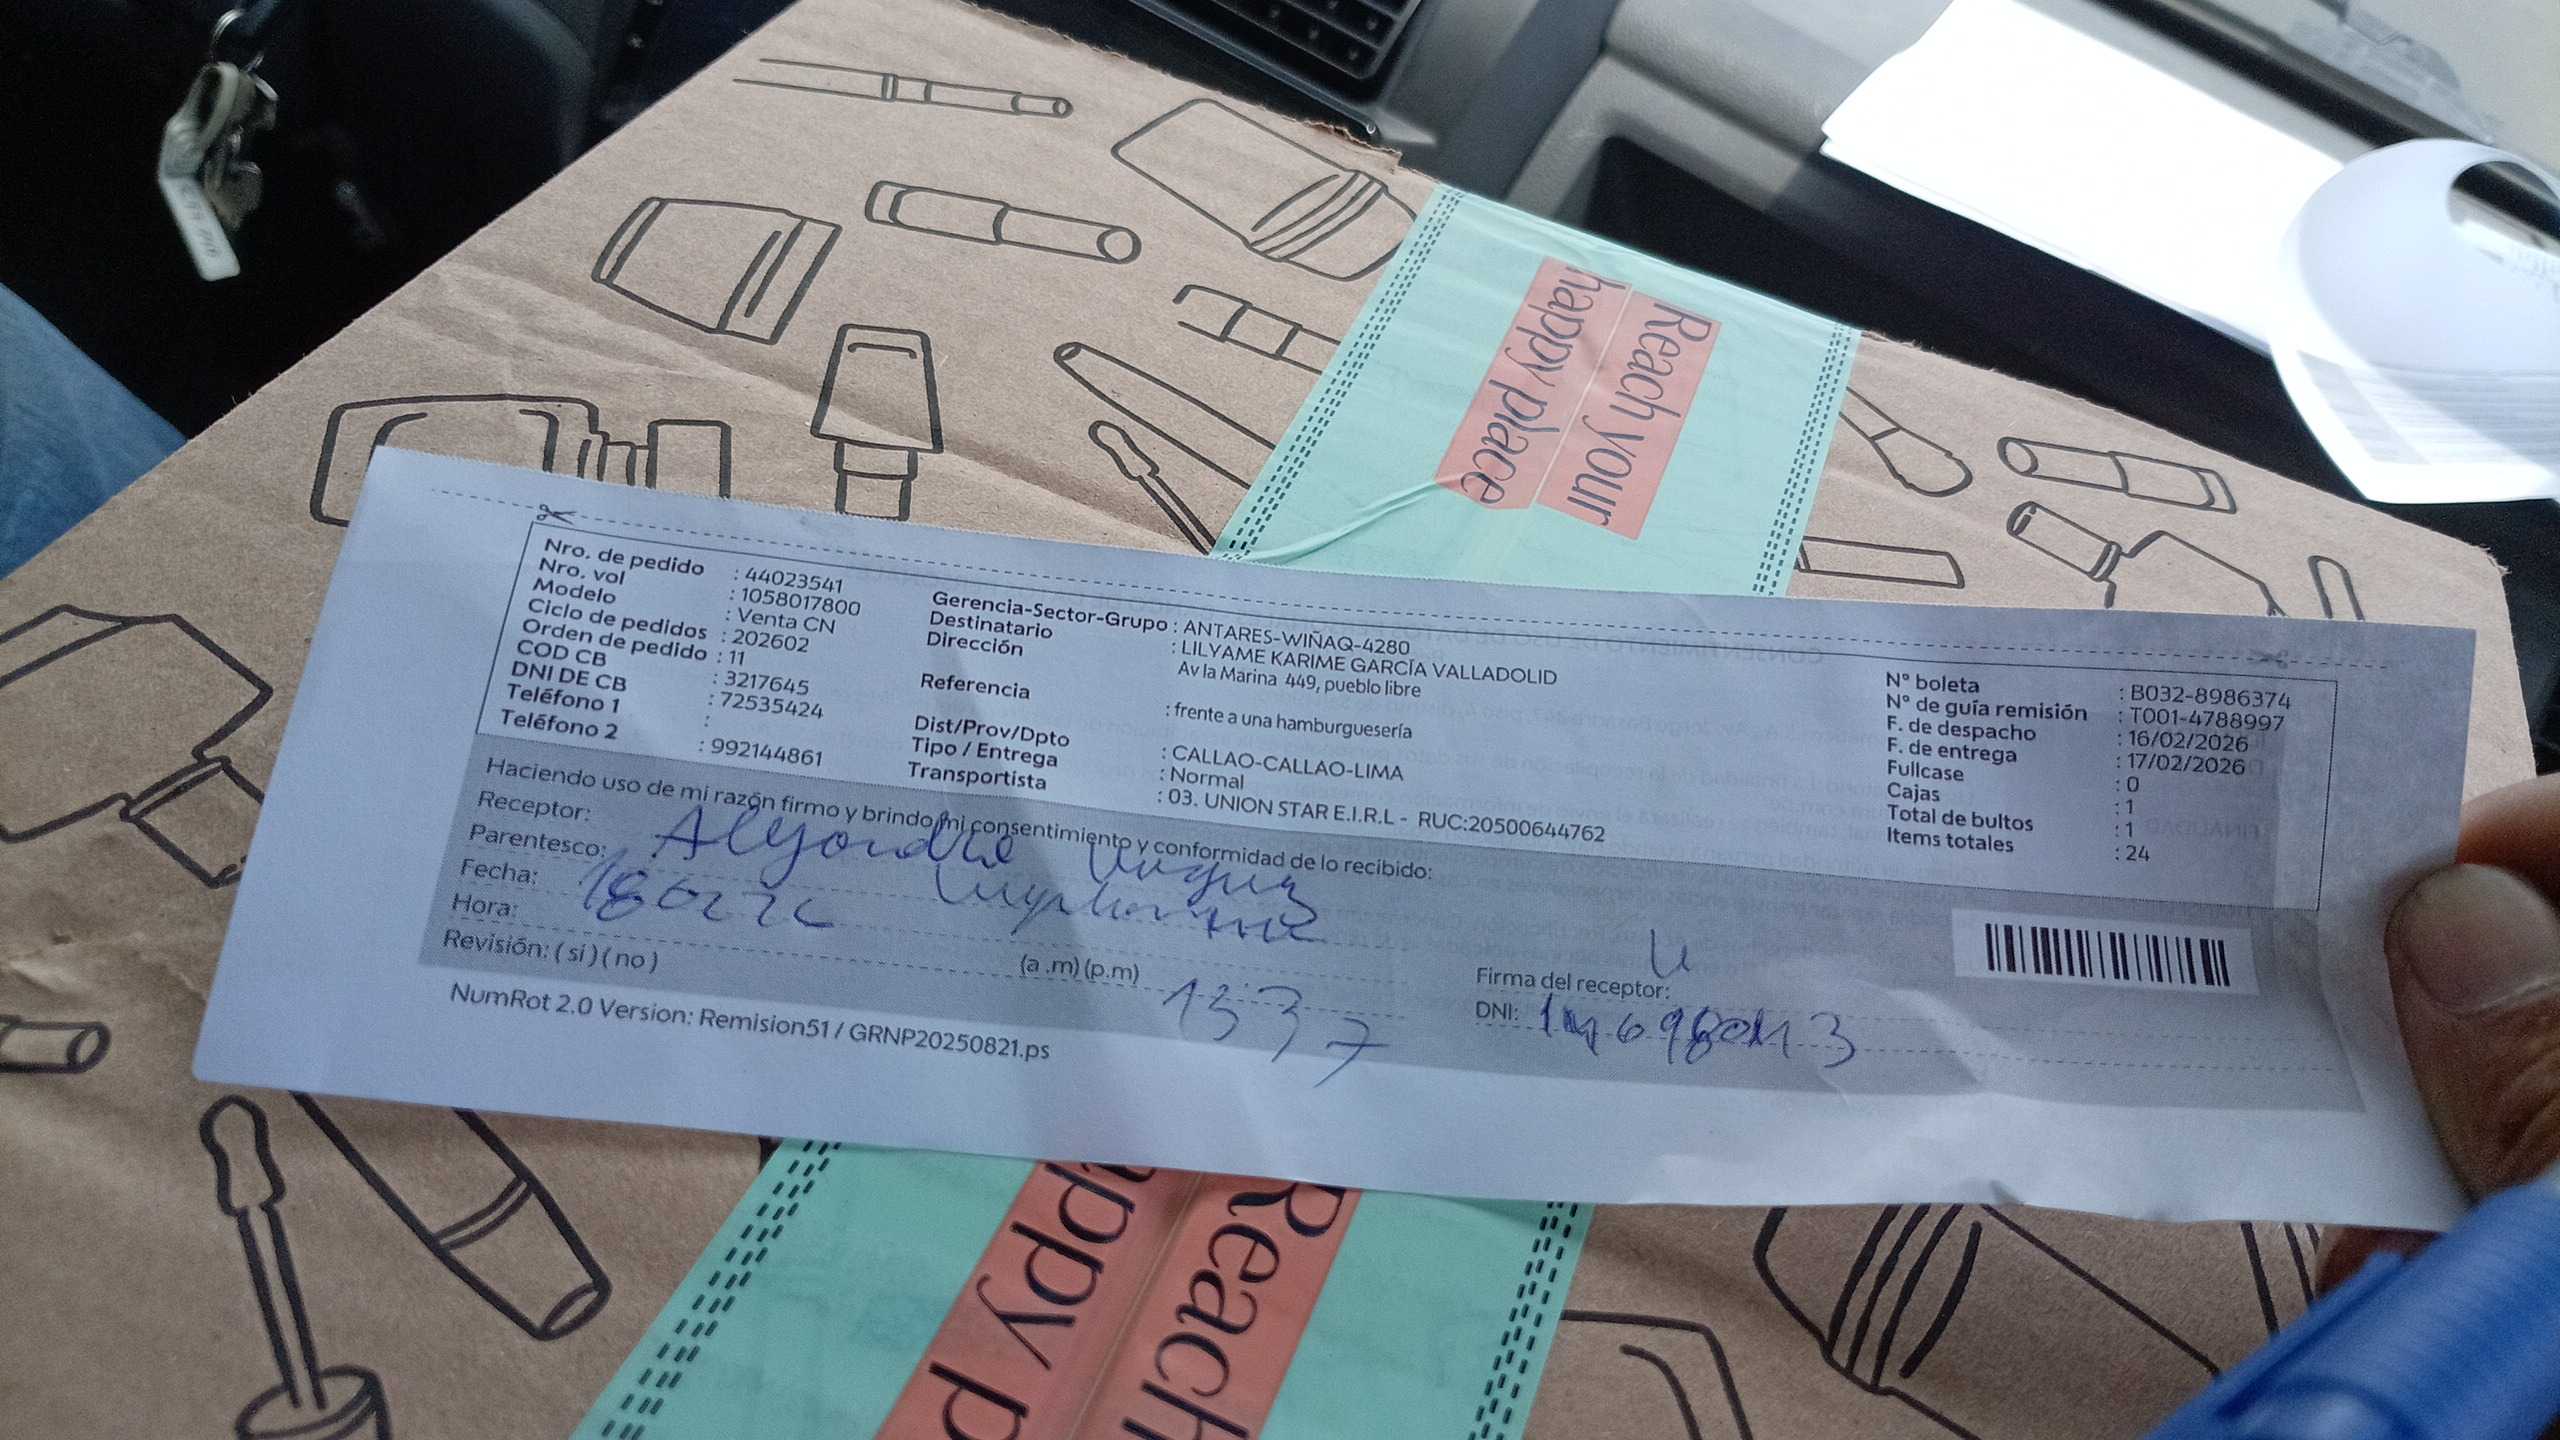 Reach your
happy place
Nro. de pedido : 44023541
Nro. vol : 1058017800
Modelo : Venta CN
Ciclo de pedidos : 202602
Orden de pedido : 11
COD CB : 3217645
DNI DE CB : 72535424
Teléfono 1 :
Teléfono 2 : 992144861
Gerencia-Sector-Grupo : ANTARES-WIÑAQ-4280
Destinatario : LILYAME KARIME GARCÍA VALLADOLID
Dirección Av la Marina 449, pueblo libre
Referencia : frente a una hamburguesería
Dist/Prov/Dpto : CALLAO-CALLAO-LIMA
Tipo / Entrega : Normal
Transportista : 03. UNION STAR E.I.R.L - RUC:20500644762
N° boleta : B032-8986374
N° de guía remisión : T001-4788997
F. de despacho : 16/02/2026
F. de entrega : 17/02/2026
Fullcase : 0
Cajas : 1
Total de bultos : 1
Items totales : 24
Haciendo uso de mi razón firmo y brindo mi consentimiento y conformidad de lo recibido:
Receptor:
Parentesco:
Fecha:
Hora: (a .m) (p.m) 1337
Revisión: ( si ) ( no )
Firma del receptor:
DNI:
NumRot 2.0 Version: Remision51 / GRNP20250821.ps
Reach
ppy p